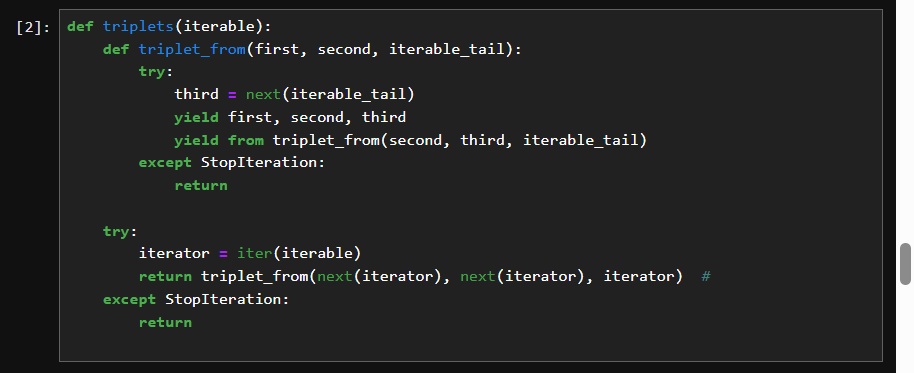 [2]: def triplets(iterable):
    def triplet_from(first, second, iterable_tail):
        try:
            third = next(iterable_tail)
            yield first, second, third
            yield from triplet_from(second, third, iterable_tail)
        except StopIteration:
            return

    try:
        iterator = iter(iterable)
        return triplet_from(next(iterator), next(iterator), iterator)  #
    except StopIteration:
        return